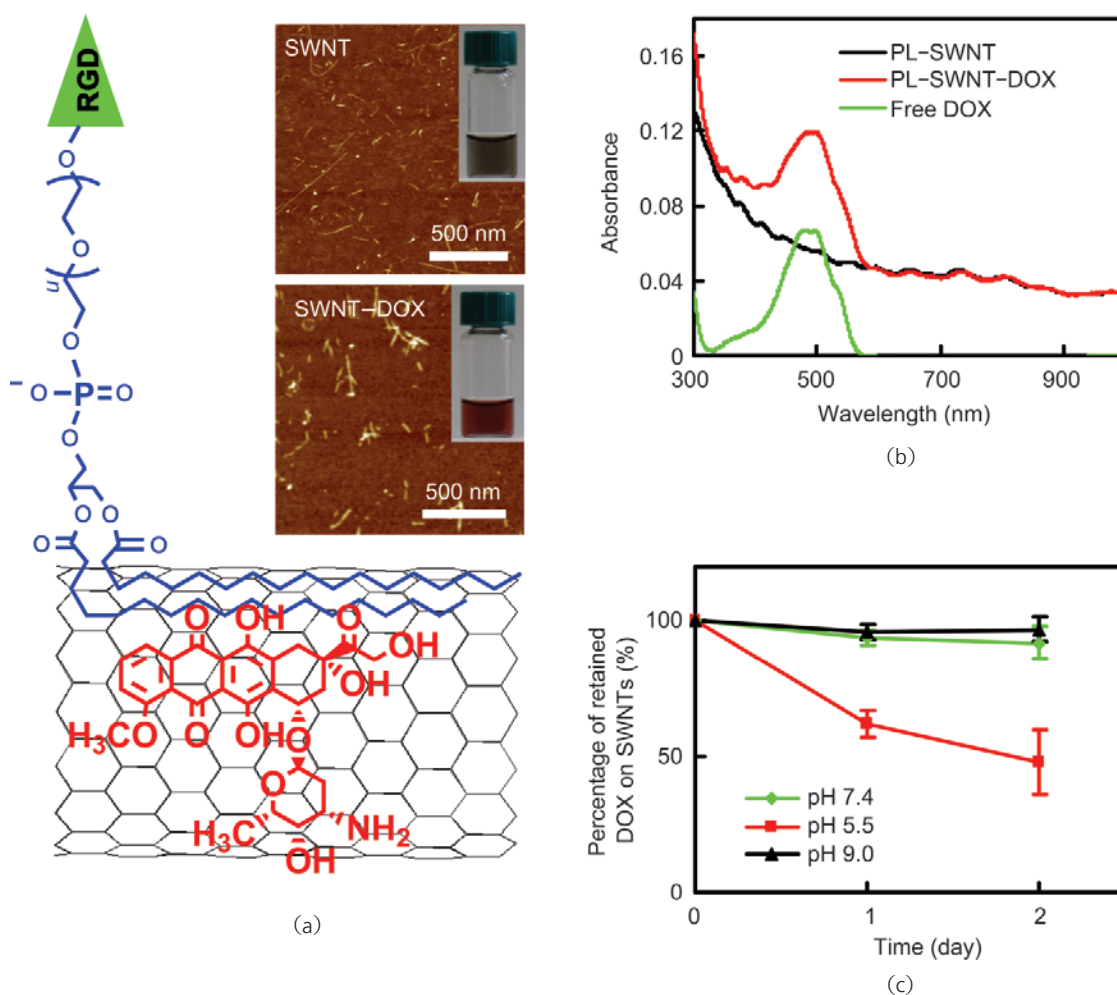 RGD
O
O
n
O
⁻O P O
O
O O
O O
O OH O
OH
OH
H₃CO O OH O
O
H₃C NH₂
OH
SWNT
500 nm
SWNT–DOX
500 nm
(a)
PL–SWNT
PL–SWNT–DOX
Free DOX
Absorbance
0.16
0.12
0.08
0.04
0
300 500 700 900
Wavelength (nm)
(b)
Percentage of retained
DOX on SWNTs (%)
100
50
0
pH 7.4
pH 5.5
pH 9.0
0 1 2
Time (day)
(c)